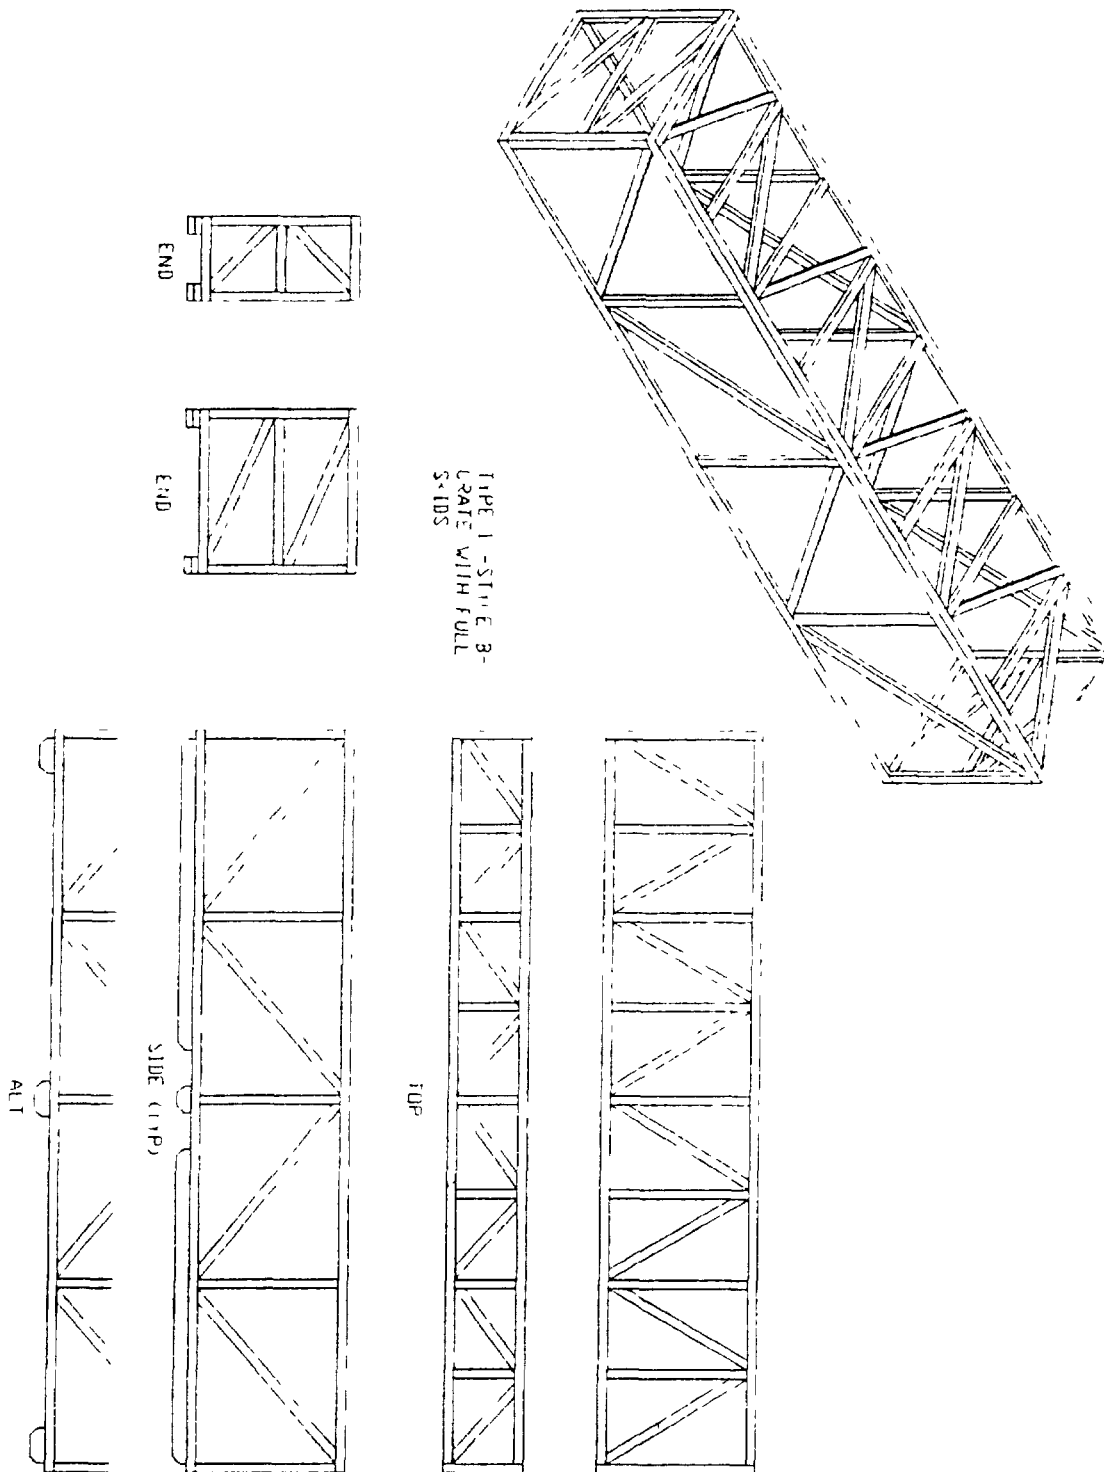 END
END
TYPE I - STYLE B-
CRATE WITH FULL
SKIDS
TOP
SIDE (TYP)
ALT